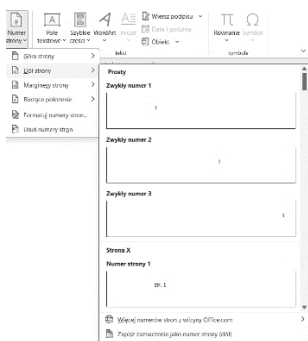 Numer strony
Pole tekstowe
Szybkie części
WordArt
Wiersz podpisu
Data i godzina
Obiekt
tekst
Równanie
Symbol
symbole
Góra strony
Dół strony
Marginesy strony
Bieżące położenie
Formatuj numery stron...
Usuń numery stron
Prosty
Zwykły numer 1
Zwykły numer 2
Zwykły numer 3
Strona X
Numer strony 1
str. 1
Więcej numerów stron z witryny Office.com
Zapisz zaznaczenie jako numer strony (dół)